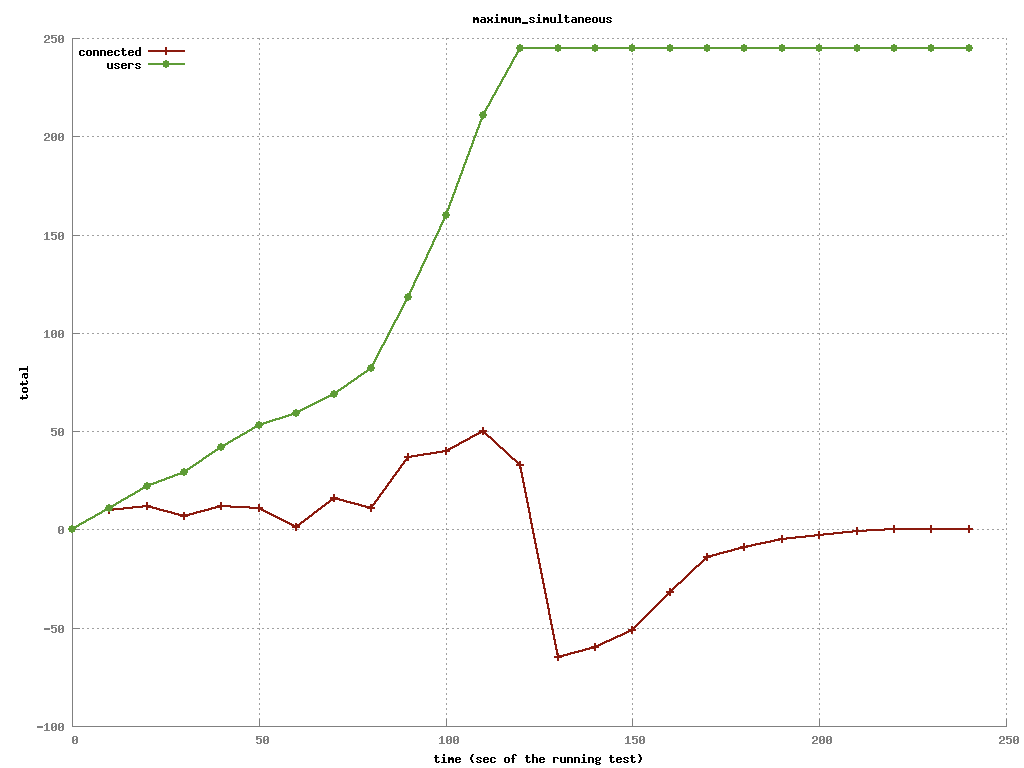 maximum_simultaneous
250
200
150
100
50
0
-50
-100
connected
users
total
0 50 100 150 200 250
time (sec of the running test)